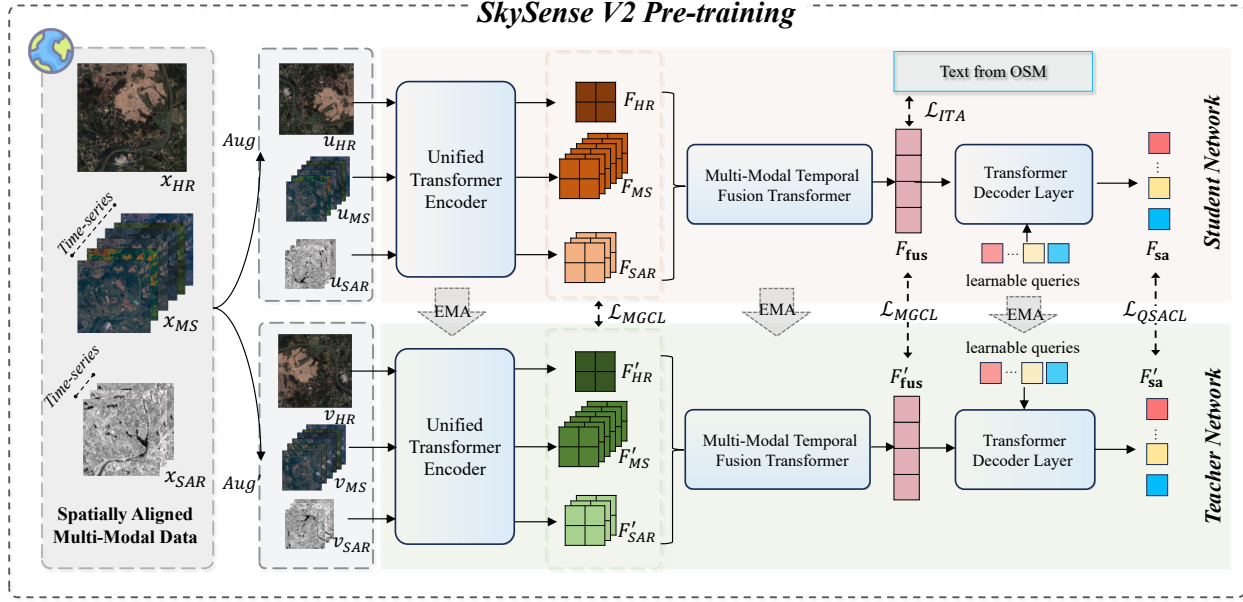 SkySense V2 Pre-training
x_HR
Time-series
x_MS
Time-series
x_SAR
Spatially Aligned
Multi-Modal Data
Aug
Aug'
u_HR
u_MS
u_SAR
Unified
Transformer
Encoder
F_HR
F_MS
F_SAR
Multi-Modal Temporal
Fusion Transformer
Text from OSM
ℒ_ITA
F_fus
Transformer
Decoder Layer
learnable queries
F_sa
Student Network
EMA
ℒ_MGCL
EMA
ℒ_MGCL
EMA
ℒ_QSACL
v_HR
v_MS
v_SAR
Unified
Transformer
Encoder
F'_HR
F'_MS
F'_SAR
Multi-Modal Temporal
Fusion Transformer
F'_fus
learnable queries
Transformer
Decoder Layer
F'_sa
Teacher Network